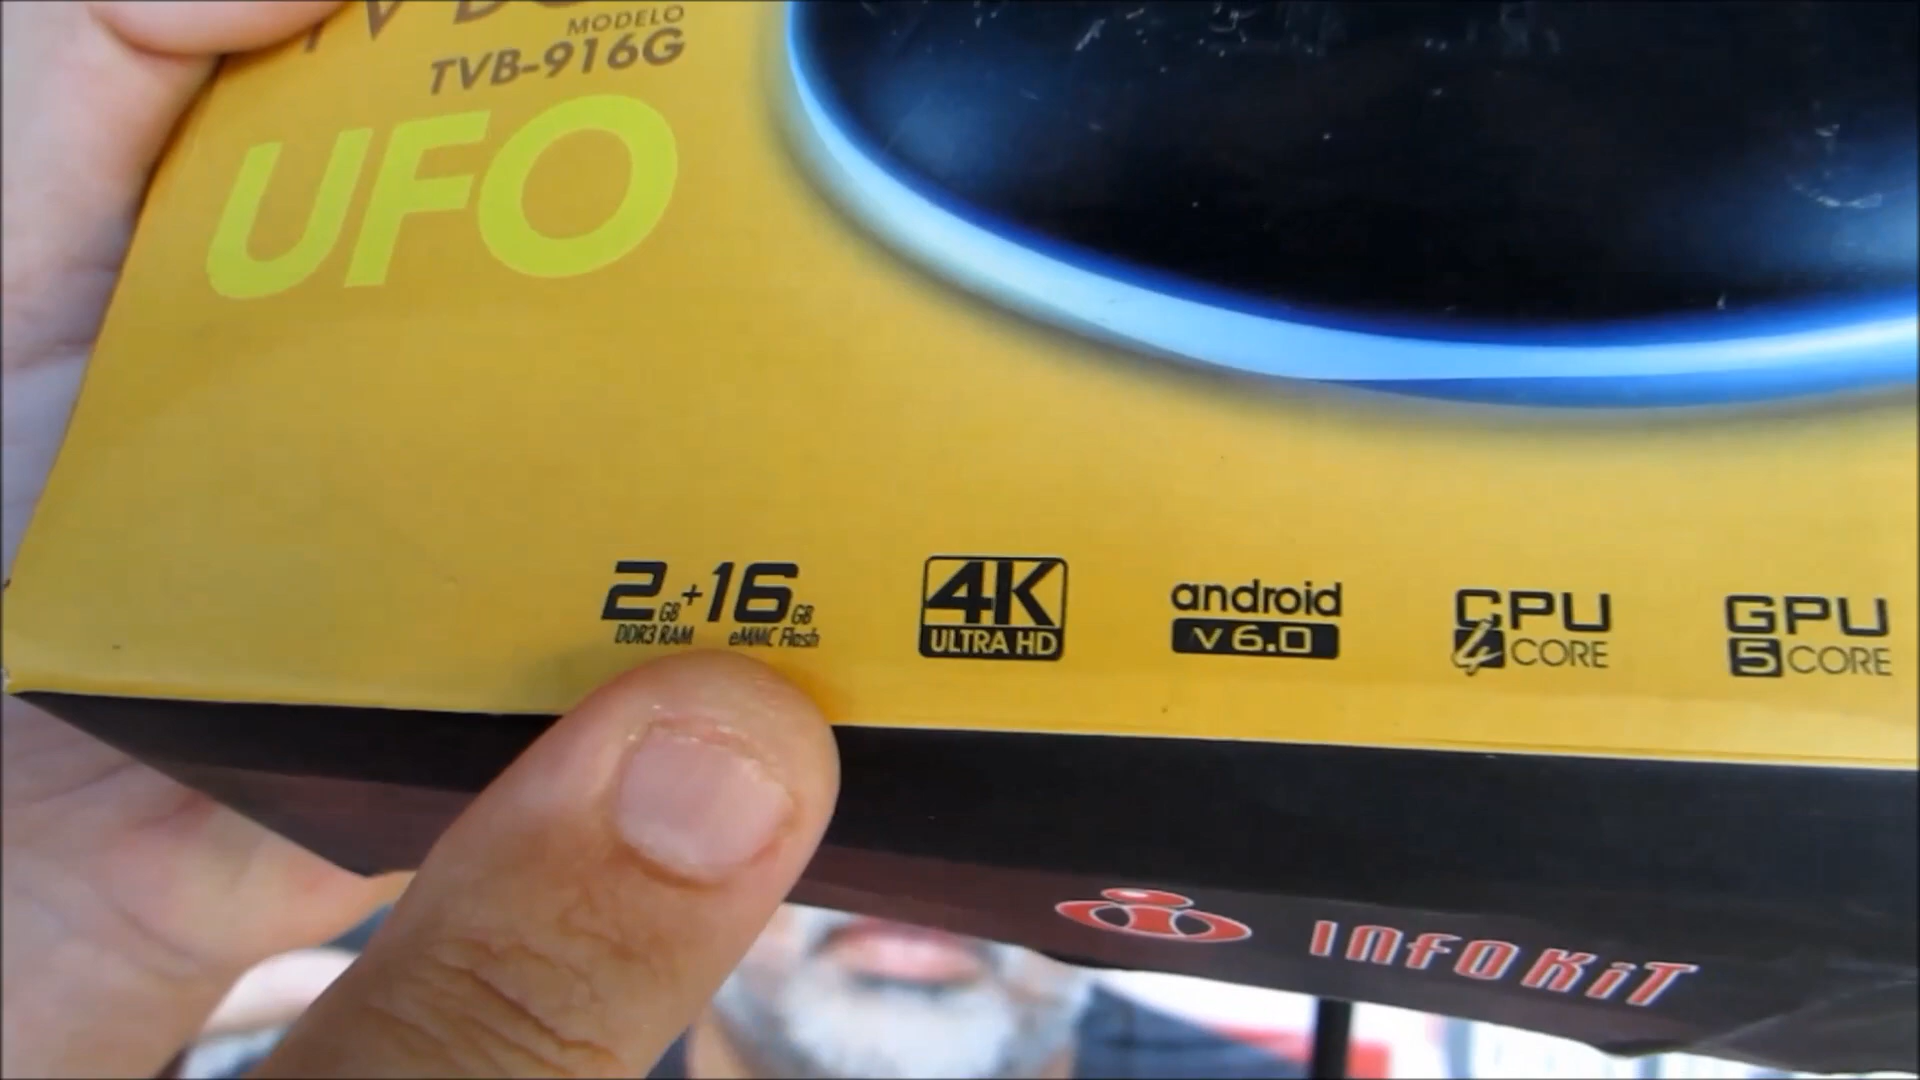 TV
MODELO
TVB-916G
UFO
2GB+16GB
DDR3 RAM eMMC Flash
4K
ULTRA HD
android
v6.0
CPU
4 CORE
GPU
5 CORE
INFOKIT